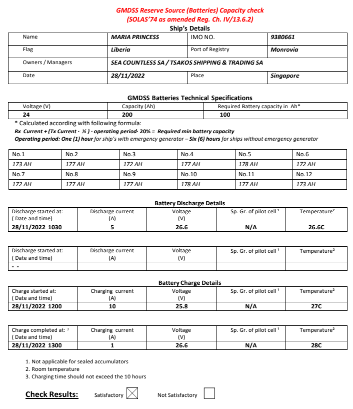 GMDSS Reserve Source (Batteries) Capacity check
(SOLAS'74 as amended Reg. Ch. IV/13.6.2)
Ship's Details
Name MARIA PRINCESS IMO NO. 9380661
Flag Liberia Port of Registry Monrovia
Owners / Managers SEA COUNTLESS SA / TSAKOS SHIPPING & TRADING SA
Date 28/11/2022 Place Singapore
GMDSS Batteries Technical Specifications
Voltage (V) Capacity (Ah) Required Battery capacity in Ah*
24 200 100
* Calculated according with following formula:
Rx Current + (Tx Current - ½ ) - operating period- 20% = Required min battery capacity
Operating period: One (1) hour for ship's with emergency generator – Six (6) hours for ships without emergency generator
No.1 No.2 No.3 No.4 No.5 No.6
173 AH 177 AH 172 AH 177 AH 178 AH 172 AH
No.7 No.8 No.9 No.10 No.11 No.12
172 AH 177 AH 177 AH 178 AH 177 AH 173 AH
Battery Discharge Details
Discharge started at: Discharge current Voltage Sp. Gr. of pilot cell ¹ Temperature²
( Date and time) (A) (V)
28/11/2022 1030 5 26.6 N/A 26.6C
Discharge started at: Discharge current Voltage Sp. Gr. of pilot cell ¹ Temperature²
( Date and time) (A) (V)
- -
Battery Charge Details
Charge started at: Charging current Voltage Sp. Gr. of pilot cell ¹ Temperature²
(Date and time) (A) (V)
28/11/2022 1200 10 25.8 N/A 27C
Charge completed at: ³ Charging current Voltage Sp. Gr. of pilot cell ¹ Temperature²
(Date and time) (A) (V)
28/11/2022 1300 1 26.6 N/A 28C
1. Not applicable for sealed accumulators
2. Room temperature
3. Charging time should not exceed the 10 hours
Check Results: Satisfactory Not Satisfactory